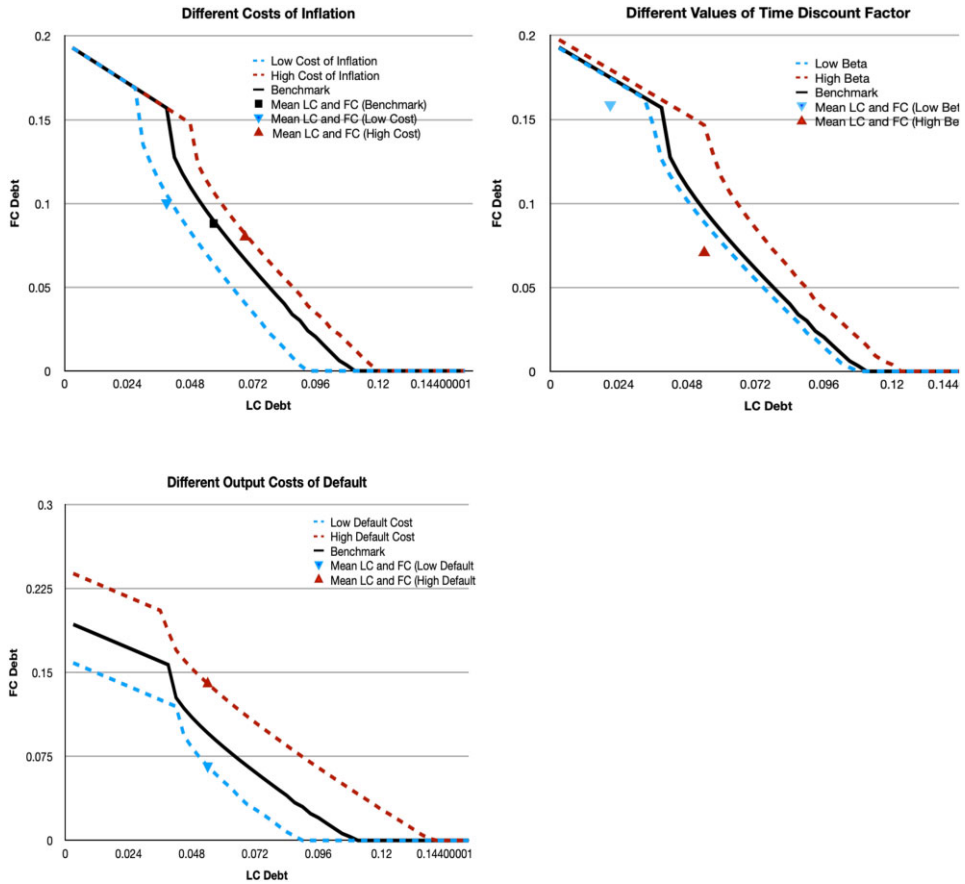 Different Costs of Inflation
0.2
0.15
0.1
0.05
0
FC Debt
Low Cost of Inflation
High Cost of Inflation
Benchmark
Mean LC and FC (Benchmark)
Mean LC and FC (Low Cost)
Mean LC and FC (High Cost)
0 0.024 0.048 0.072 0.096 0.12 0.14400001
LC Debt
Different Values of Time Discount Factor
0.2
0.15
0.1
0.05
0
FC Debt
Low Beta
High Beta
Benchmark
Mean LC and FC (Low Bet
Mean LC and FC (High Be
0 0.024 0.048 0.072 0.096 0.12 0.144
LC Debt
Different Output Costs of Default
0.3
0.225
0.15
0.075
0
FC Debt
Low Default Cost
High Default Cost
Benchmark
Mean LC and FC (Low Default
Mean LC and FC (High Default
0 0.024 0.048 0.072 0.096 0.12 0.14400001
LC Debt